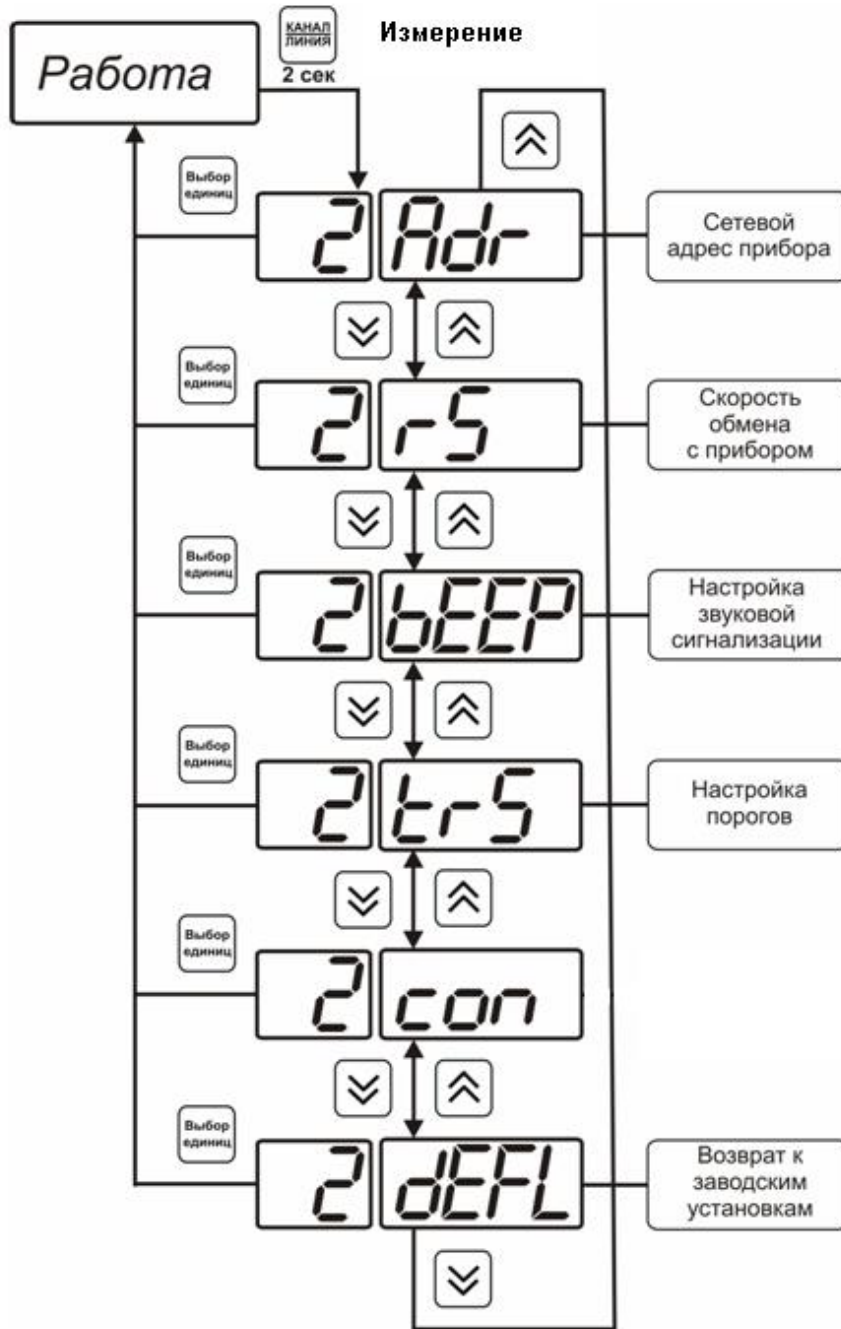 КАНАЛ
ЛИНИЯ
2 сек
Измерение
Работа
Выбор
единиц
2 Adr
Сетевой
адрес прибора
Выбор
единиц
2 rS
Скорость
обмена
с прибором
Выбор
единиц
2 bEEP
Настройка
звуковой
сигнализации
Выбор
единиц
2 trS
Настройка
порогов
Выбор
единиц
2 con
Выбор
единиц
2 dEFL
Возврат к
заводским
установкам